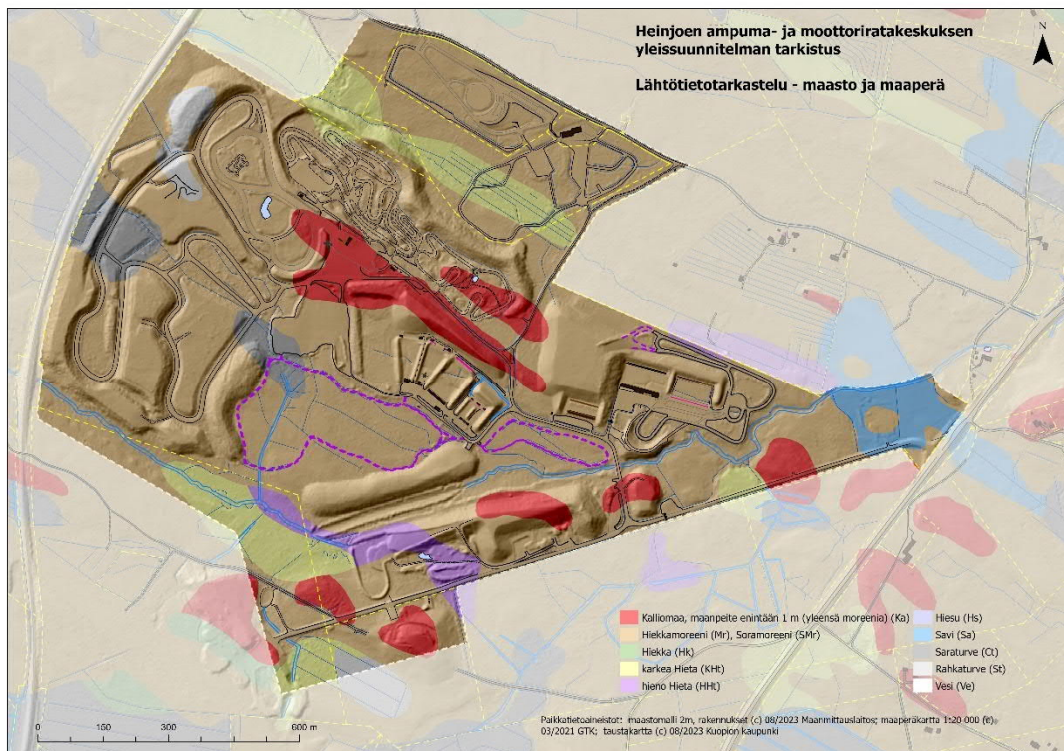 Heinjoen ampuma- ja moottoriratakeskuksen
yleissuunnitelman tarkistus
Lähtötietotarkastelu - maasto ja maaperä
N
Kalliomaa, maanpeite enintään 1 m (yleensä moreenia) (Ka)
Hiekkamoreeni (Mr), Soramoreeni (SMr)
Hiekka (Hk)
karkea Hieta (KHt)
hieno Hieta (HHt)
Hiesu (Hs)
Savi (Sa)
Saraturve (Ct)
Rahkaturve (St)
Vesi (Ve)
0 150 300 600 m
Paikkatietoaineistot: maastomalli 2m, rakennukset (c) 08/2023 Maanmittauslaitos; maaperäkartta 1:20 000 (c)
03/2021 GTK; taustakartta (c) 08/2023 Kuopion kaupunki